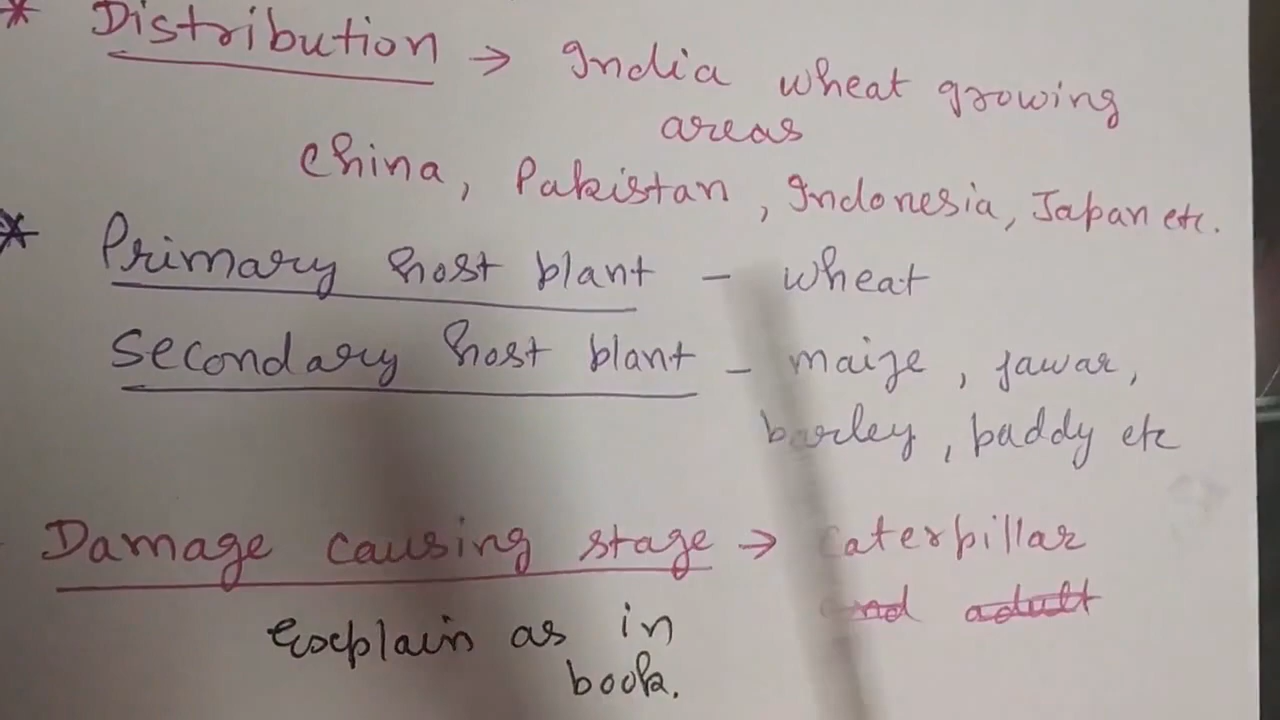 * Distribution → India wheat growing
areas
China, Pakistan, Indonesia, Japan etc.
* Primary host plant - wheat
Secondary host plant - maize, jawar,
barley, paddy etc
Damage causing stage → Caterpillar
and adult
explain as in
book.